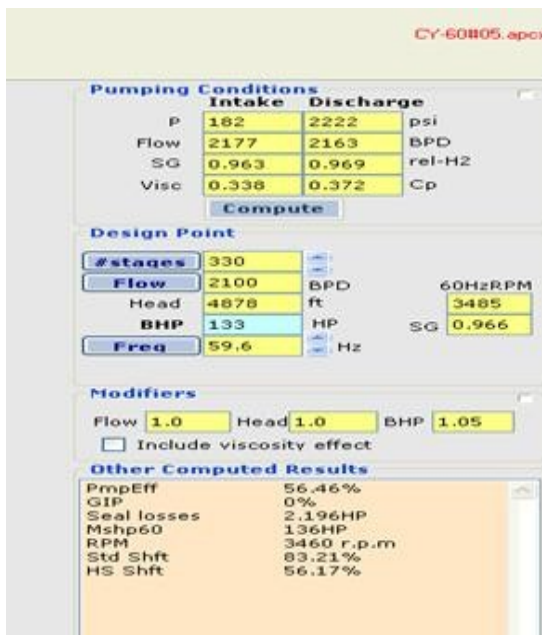 CY-60#05.apcx
Pumping Conditions
Intake Discharge
P 182 2222 psi
Flow 2177 2163 BPD
SG 0.963 0.969 rel-H2
Visc 0.338 0.372 Cp
Compute
Design Point
#stages 330
Flow 2100 BPD 60HzRPM
Head 4878 ft 3485
BHP 133 HP SG 0.966
Freq 59.6 Hz
Modifiers
Flow 1.0 Head 1.0 BHP 1.05
Include viscosity effect
Other Computed Results
PmpEff 56.46%
GIP 0%
Seal losses 2.196HP
Mshp60 136HP
RPM 3460 r.p.m
Std Shft 83.21%
HS Shft 56.17%